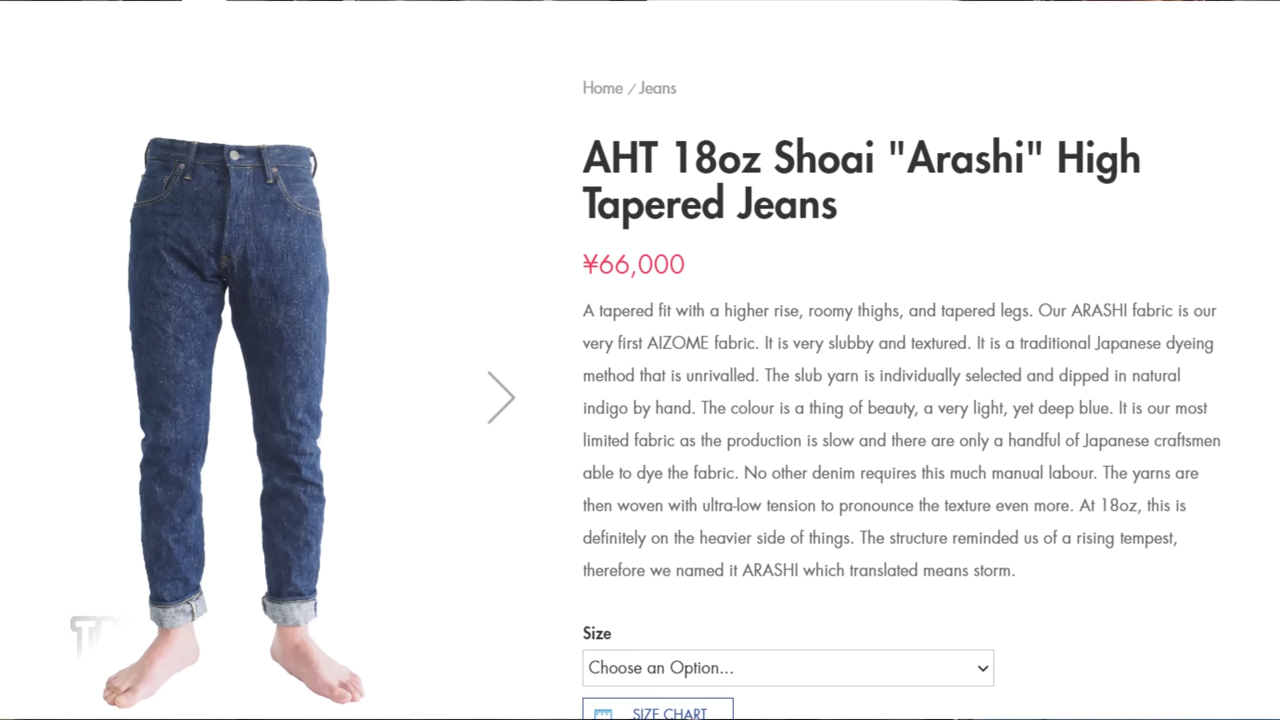 Home / Jeans
AHT 18oz Shoai "Arashi" High
Tapered Jeans
¥66,000
A tapered fit with a higher rise, roomy thighs, and tapered legs. Our ARASHI fabric is our
very first AIZOME fabric. It is very slubby and textured. It is a traditional Japanese dyeing
method that is unrivalled. The slub yarn is individually selected and dipped in natural
indigo by hand. The colour is a thing of beauty, a very light, yet deep blue. It is our most
limited fabric as the production is slow and there are only a handful of Japanese craftsmen
able to dye the fabric. No other denim requires this much manual labour. The yarns are
then woven with ultra-low tension to pronounce the texture even more. At 18oz, this is
definitely on the heavier side of things. The structure reminded us of a rising tempest,
therefore we named it ARASHI which translated means storm.
Size
Choose an Option...
SIZE CHART